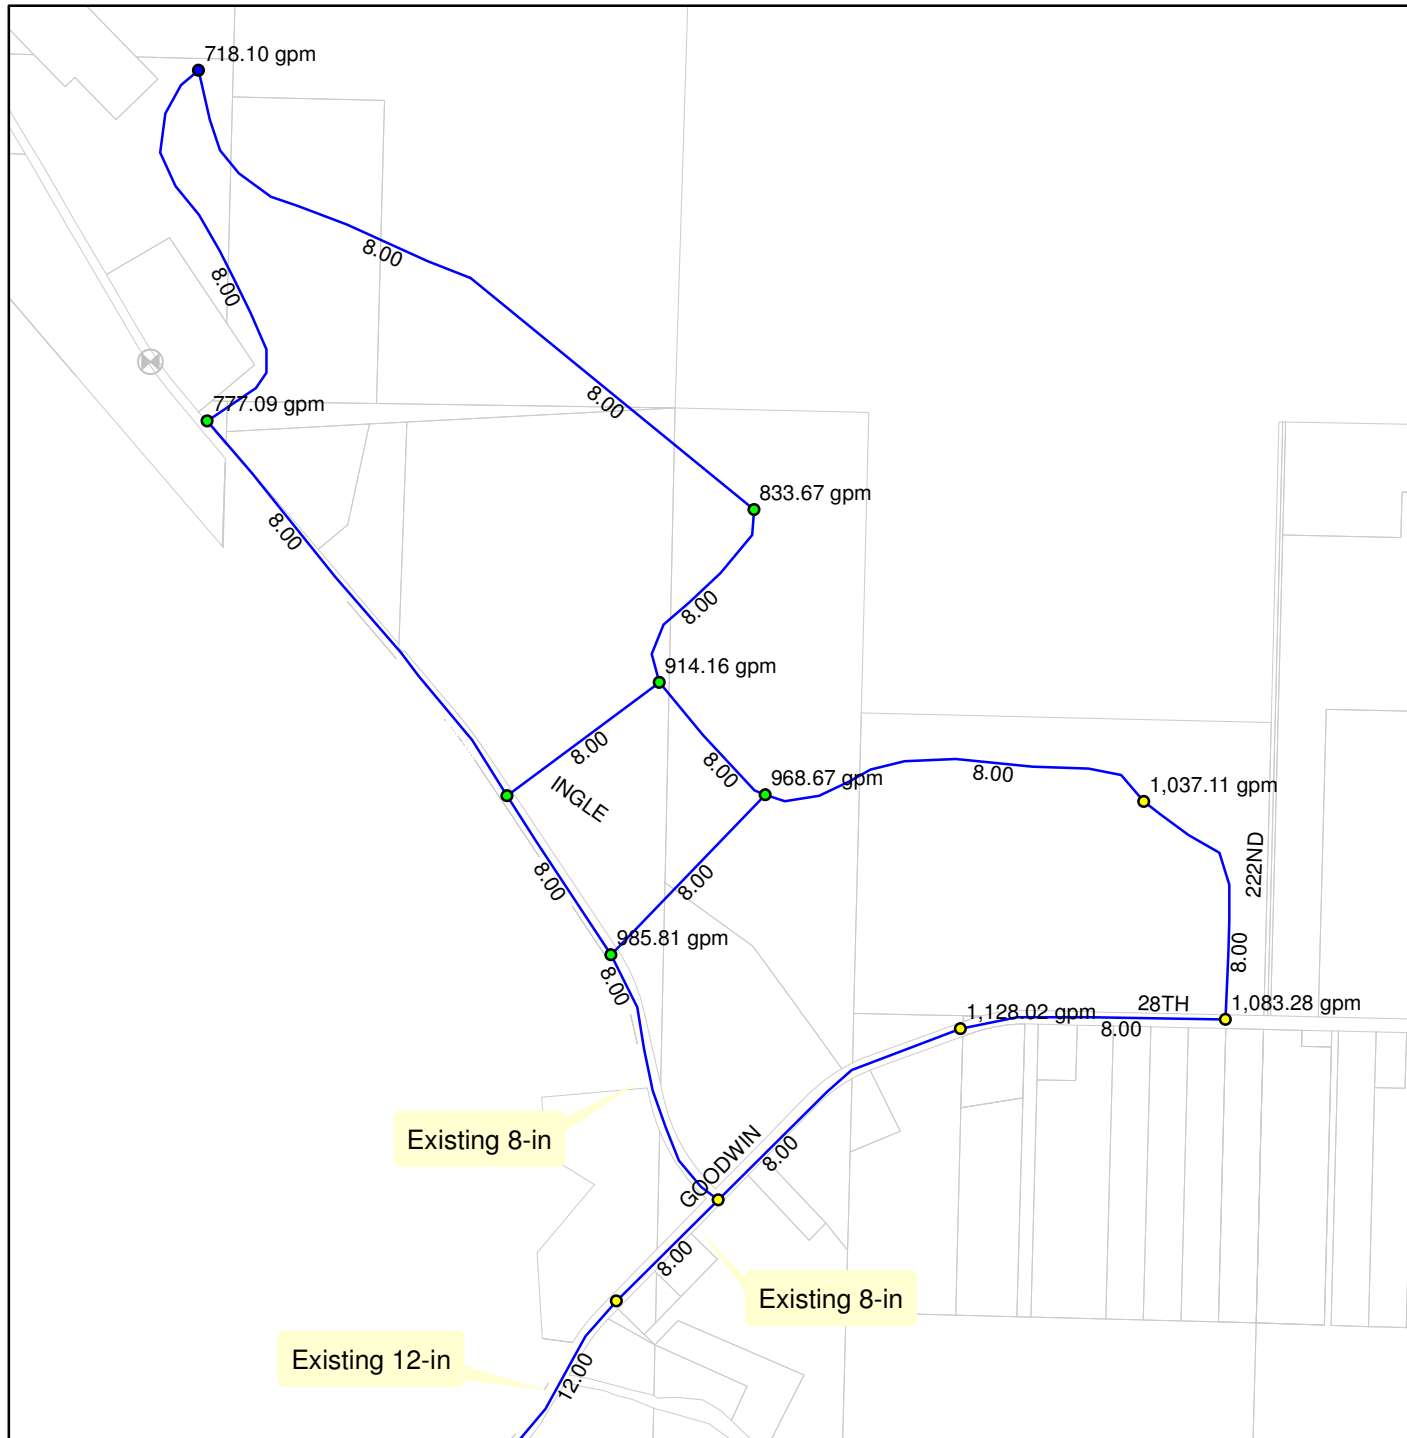 718.10 gpm
8.00
8.00
777.09 gpm
8.00
833.67 gpm
8.00
8.00
914.16 gpm
8.00
8.00
INGLE
968.67 gpm
8.00
1,037.11 gpm
222ND
8.00
8.00
985.81 gpm
8.00
8.00
28TH
1,083.28 gpm
1,128.02 gpm
8.00
Existing 8-in
GOODWIN
8.00
8.00
Existing 8-in
Existing 12-in
12.00